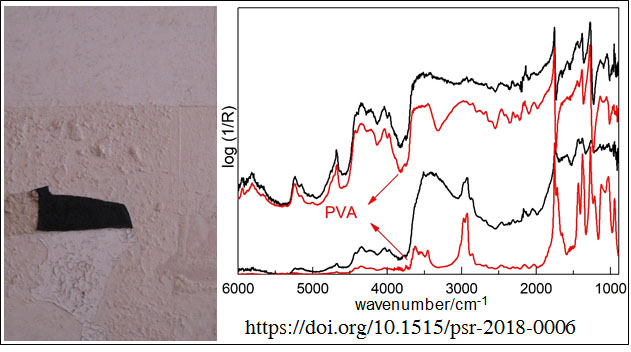 log (1/R)
PVA
6000 5000 4000 3000 2000 1000
wavenumber/cm-1
https://doi.org/10.1515/psr-2018-0006